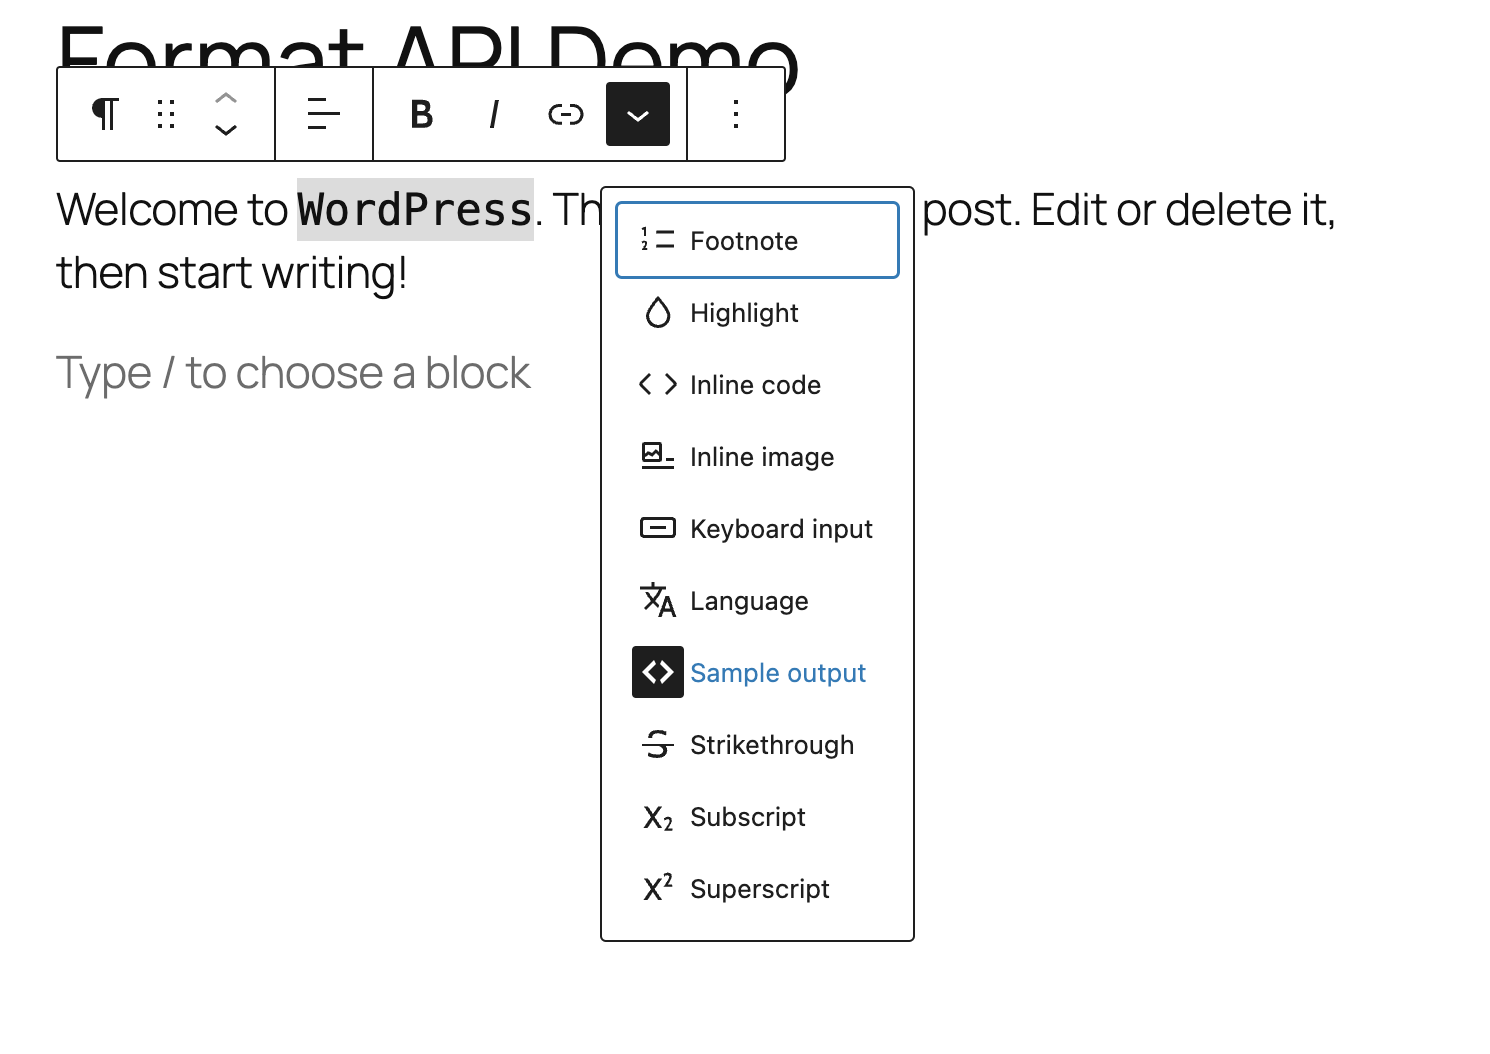 Format API Demo
B I
Welcome to WordPress. Th post. Edit or delete it,
then start writing!
Type / to choose a block
Footnote
Highlight
Inline code
Inline image
Keyboard input
Language
Sample output
Strikethrough
Subscript
Superscript